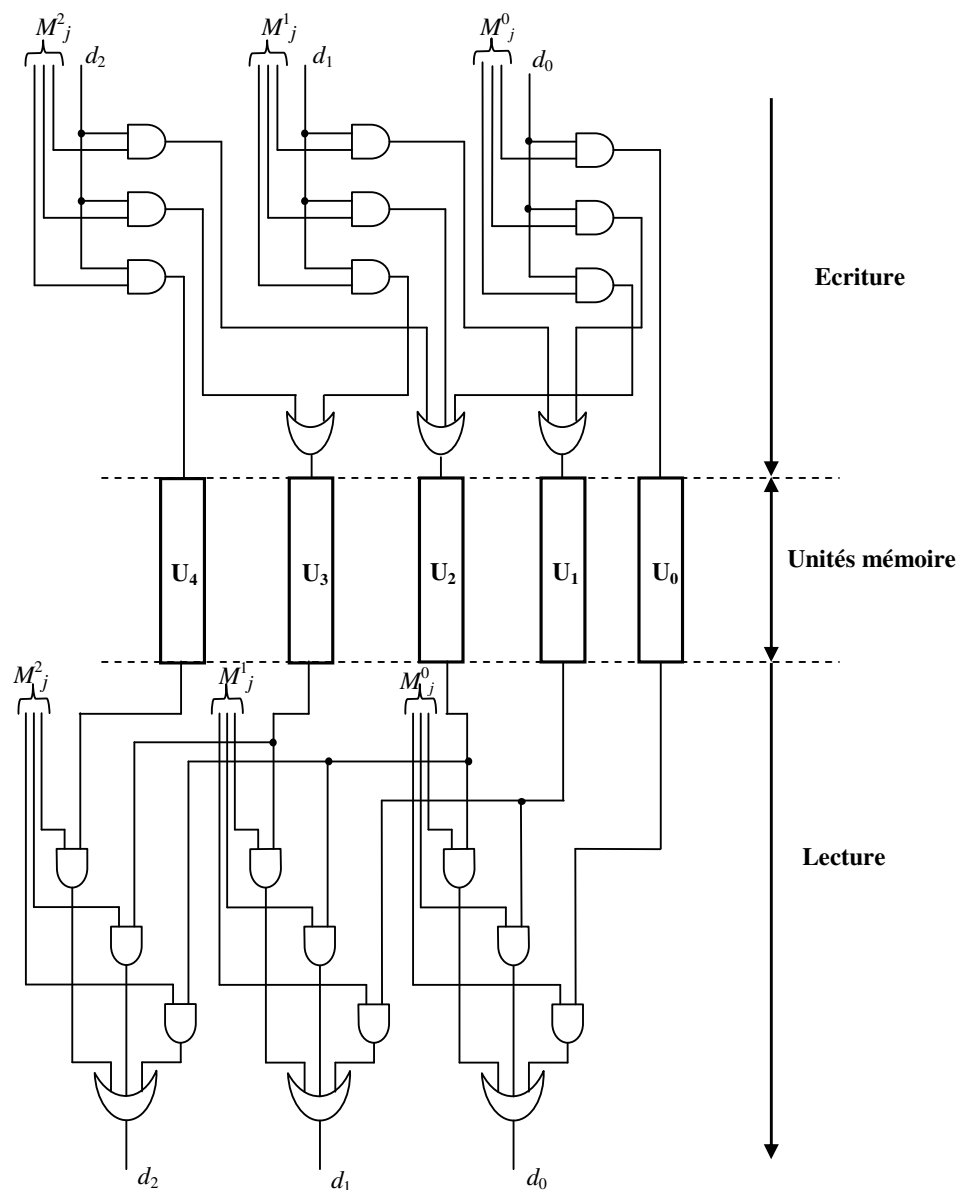 M²ⱼ M¹ⱼ M⁰ⱼ
d₂ d₁ d₀
Ecriture
Unités mémoire
U₄ U₃ U₂ U₁ U₀
M²ⱼ M¹ⱼ M⁰ⱼ
Lecture
d₂ d₁ d₀